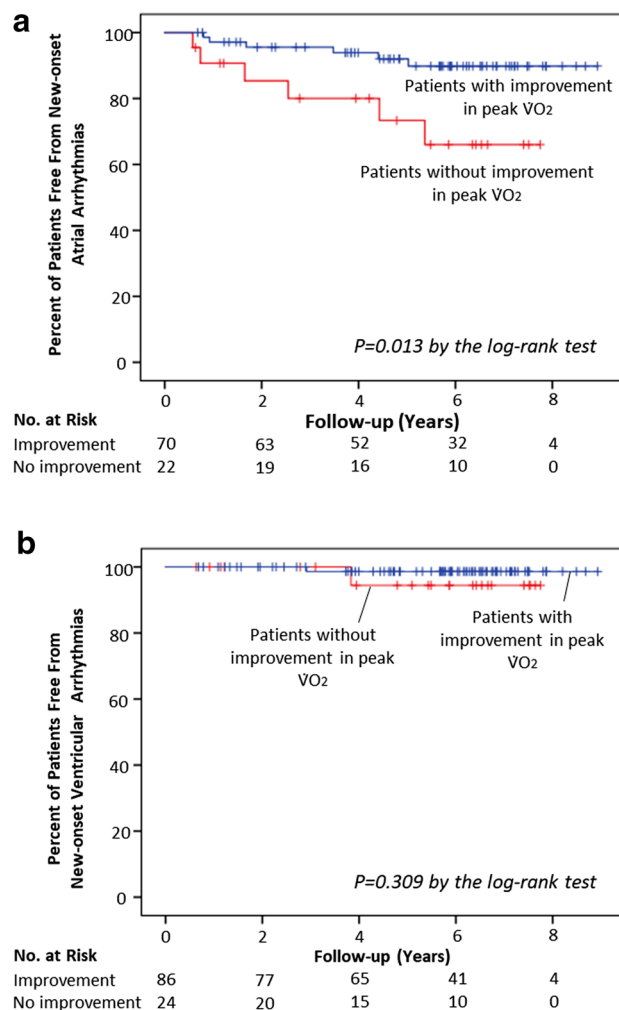 a
Percent of Patients Free From New-onset
Atrial Arrhythmias
100
80
60
40
20
0
Patients with improvement
in peak V̇O2
Patients without improvement
in peak V̇O2
P=0.013 by the log-rank test
0 2 4 6 8
No. at Risk Follow-up (Years)
Improvement 70 63 52 32 4
No improvement 22 19 16 10 0
b
Percent of Patients Free From
New-onset Ventricular Arrhythmias
100
80
60
40
20
0
Patients without
improvement in peak
V̇O2
Patients with
improvement in peak
V̇O2
P=0.309 by the log-rank test
0 2 4 6 8
No. at Risk Follow-up (Years)
Improvement 86 77 65 41 4
No improvement 24 20 15 10 0